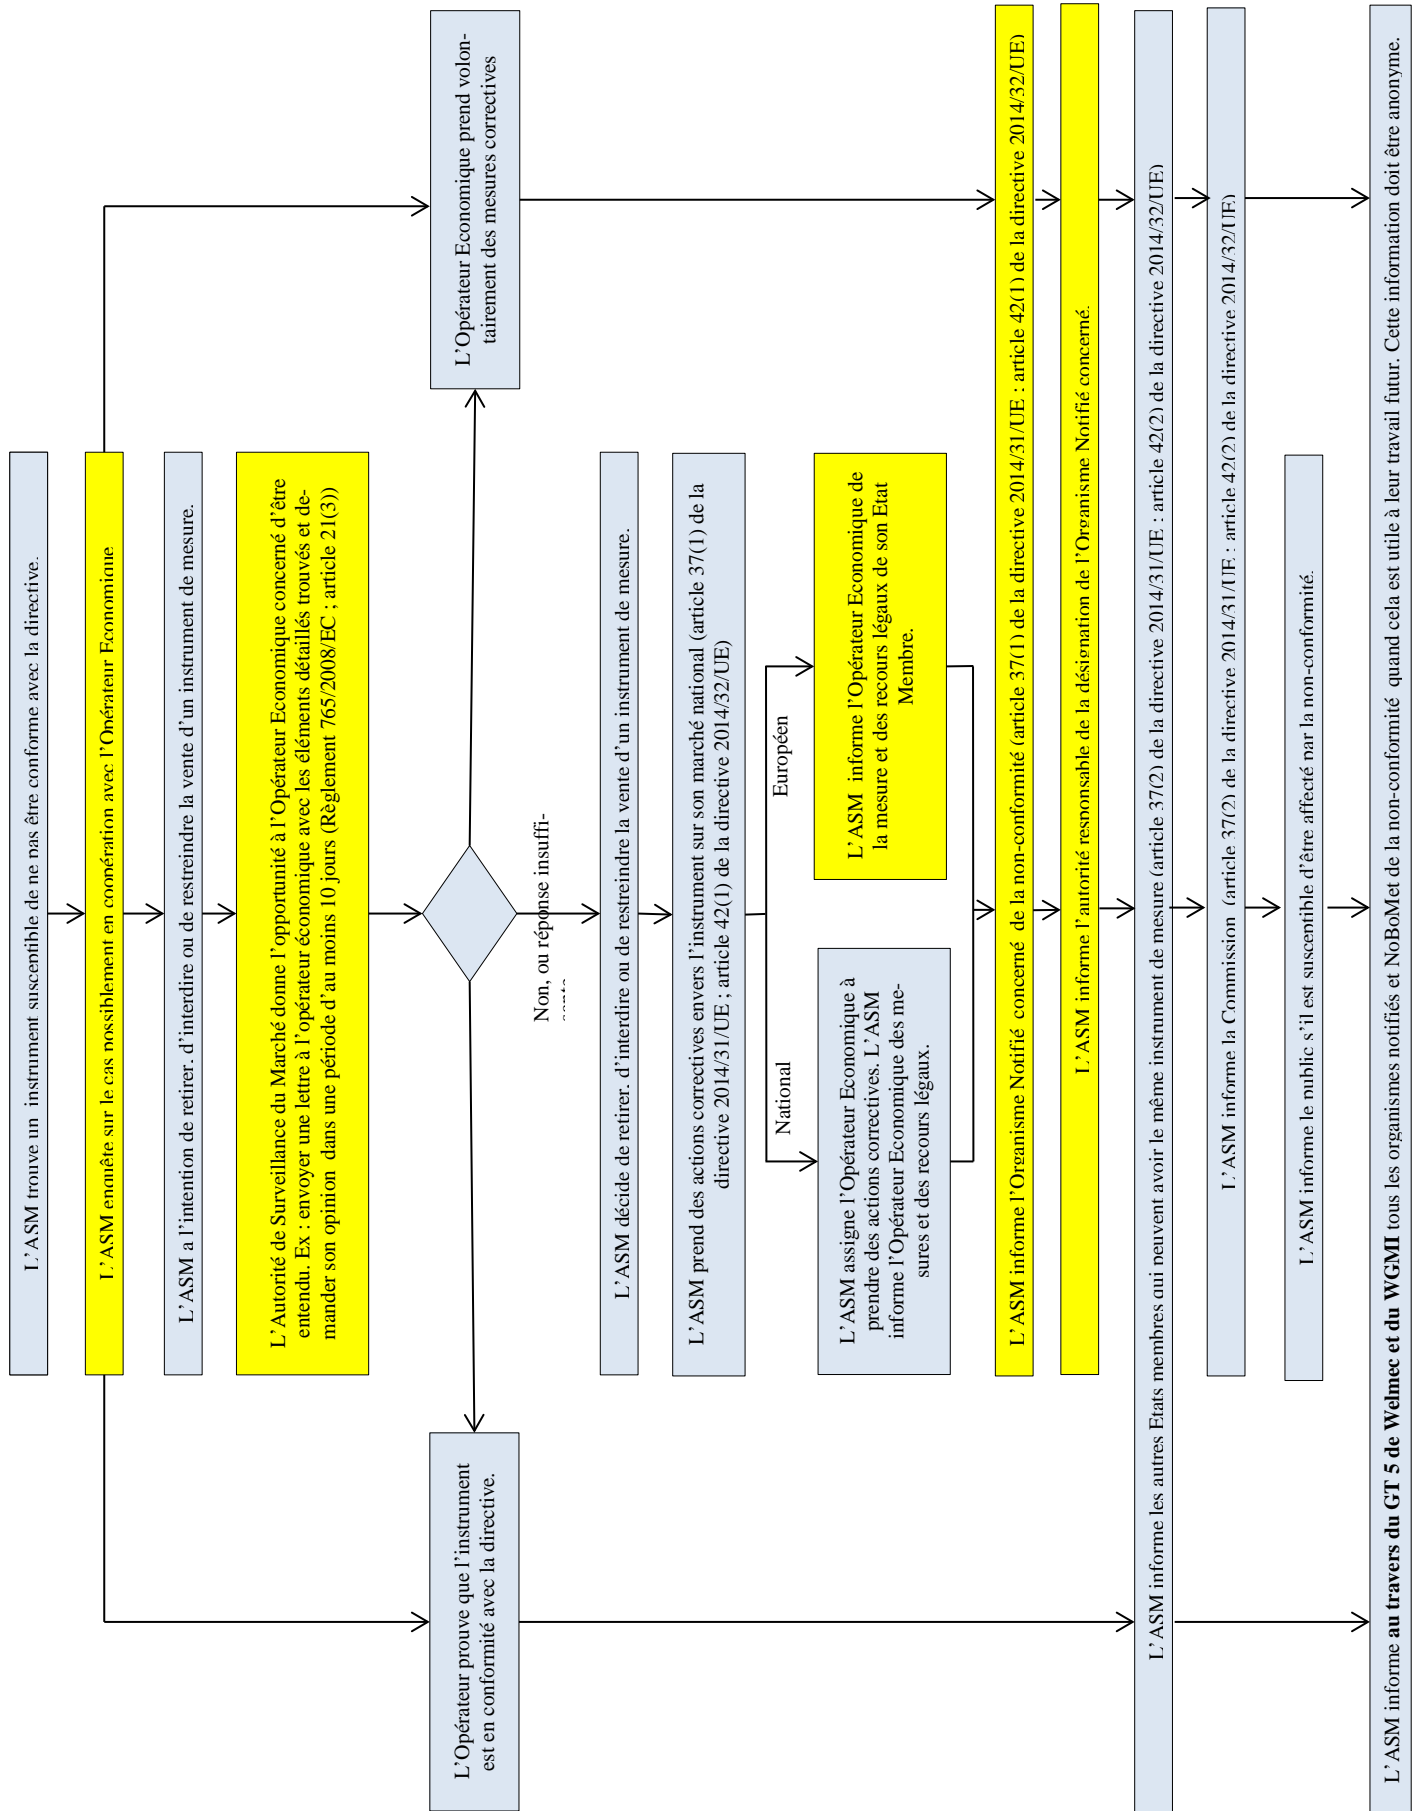 L'ASM trouve un instrument susceptible de ne pas être conforme avec la directive.
L'ASM enquête sur le cas possiblement en coopération avec l'Opérateur Economique
L'ASM a l'intention de retirer, d'interdire ou de restreindre la vente d'un instrument de mesure.
L'Autorité de Surveillance du Marché donne l'opportunité à l'Opérateur Economique concerné d'être
entendu. Ex : envoyer une lettre à l'opérateur économique avec les éléments détaillés trouvés et de-
mander son opinion dans une période d'au moins 10 jours (Règlement 765/2008/EC ; article 21(3))
L'Opérateur prouve que l'instrument
est en conformité avec la directive.
L'Opérateur Economique prend volon-
tairement des mesures correctives
Non, ou réponse insuffi-
L'ASM décide de retirer, d'interdire ou de restreindre la vente d'un instrument de mesure.
L'ASM prend des actions correctives envers l'instrument sur son marché national (article 37(1) de la
directive 2014/31/UE ; article 42(1) de la directive 2014/32/UE)
National
Européen
L'ASM assigne l'Opérateur Economique à
prendre des actions correctives. L'ASM
informe l'Opérateur Economique des me-
sures et des recours légaux.
L'ASM informe l'Opérateur Economique de
la mesure et des recours légaux de son Etat
Membre.
L'ASM informe l'Organisme Notifié concerné de la non-conformité (article 37(1) de la directive 2014/31/UE ; article 42(1) de la directive 2014/32/UE)
L'ASM informe l'autorité responsable de la désignation de l'Organisme Notifié concerné.
L'ASM informe les autres Etats membres qui peuvent avoir le même instrument de mesure (article 37(2) de la directive 2014/31/UE ; article 42(2) de la directive 2014/32/UE)
L'ASM informe la Commission (article 37(2) de la directive 2014/31/UE ; article 42(2) de la directive 2014/32/UE)
L'ASM informe le public s'il est susceptible d'être affecté par la non-conformité.
L'ASM informe au travers du GT 5 de Welmec et du WGMI tous les organismes notifiés et NoBoMet de la non-conformité quand cela est utile à leur travail futur. Cette information doit être anonyme.